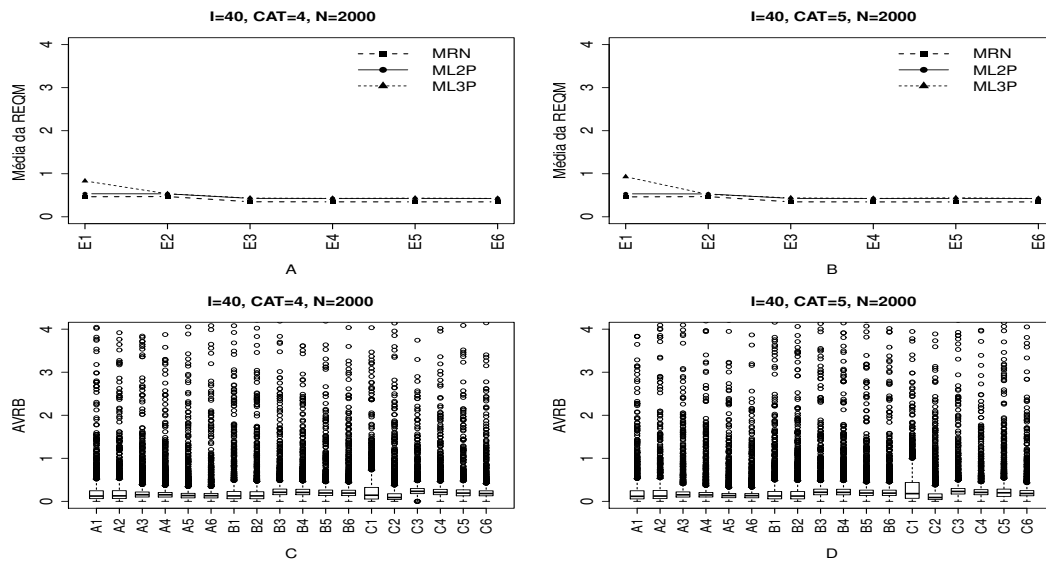 I=40, CAT=4, N=2000
Média da REQM
0
1
2
3
4
MRN
ML2P
ML3P
E1
E2
E3
E4
E5
E6
A
I=40, CAT=5, N=2000
Média da REQM
0
1
2
3
4
MRN
ML2P
ML3P
E1
E2
E3
E4
E5
E6
B
I=40, CAT=4, N=2000
AVRB
0
1
2
3
4
A1
A2
A3
A4
A5
A6
B1
B2
B3
B4
B5
B6
C1
C2
C3
C4
C5
C6
C
I=40, CAT=5, N=2000
AVRB
0
1
2
3
4
A1
A2
A3
A4
A5
A6
B1
B2
B3
B4
B5
B6
C1
C2
C3
C4
C5
C6
D